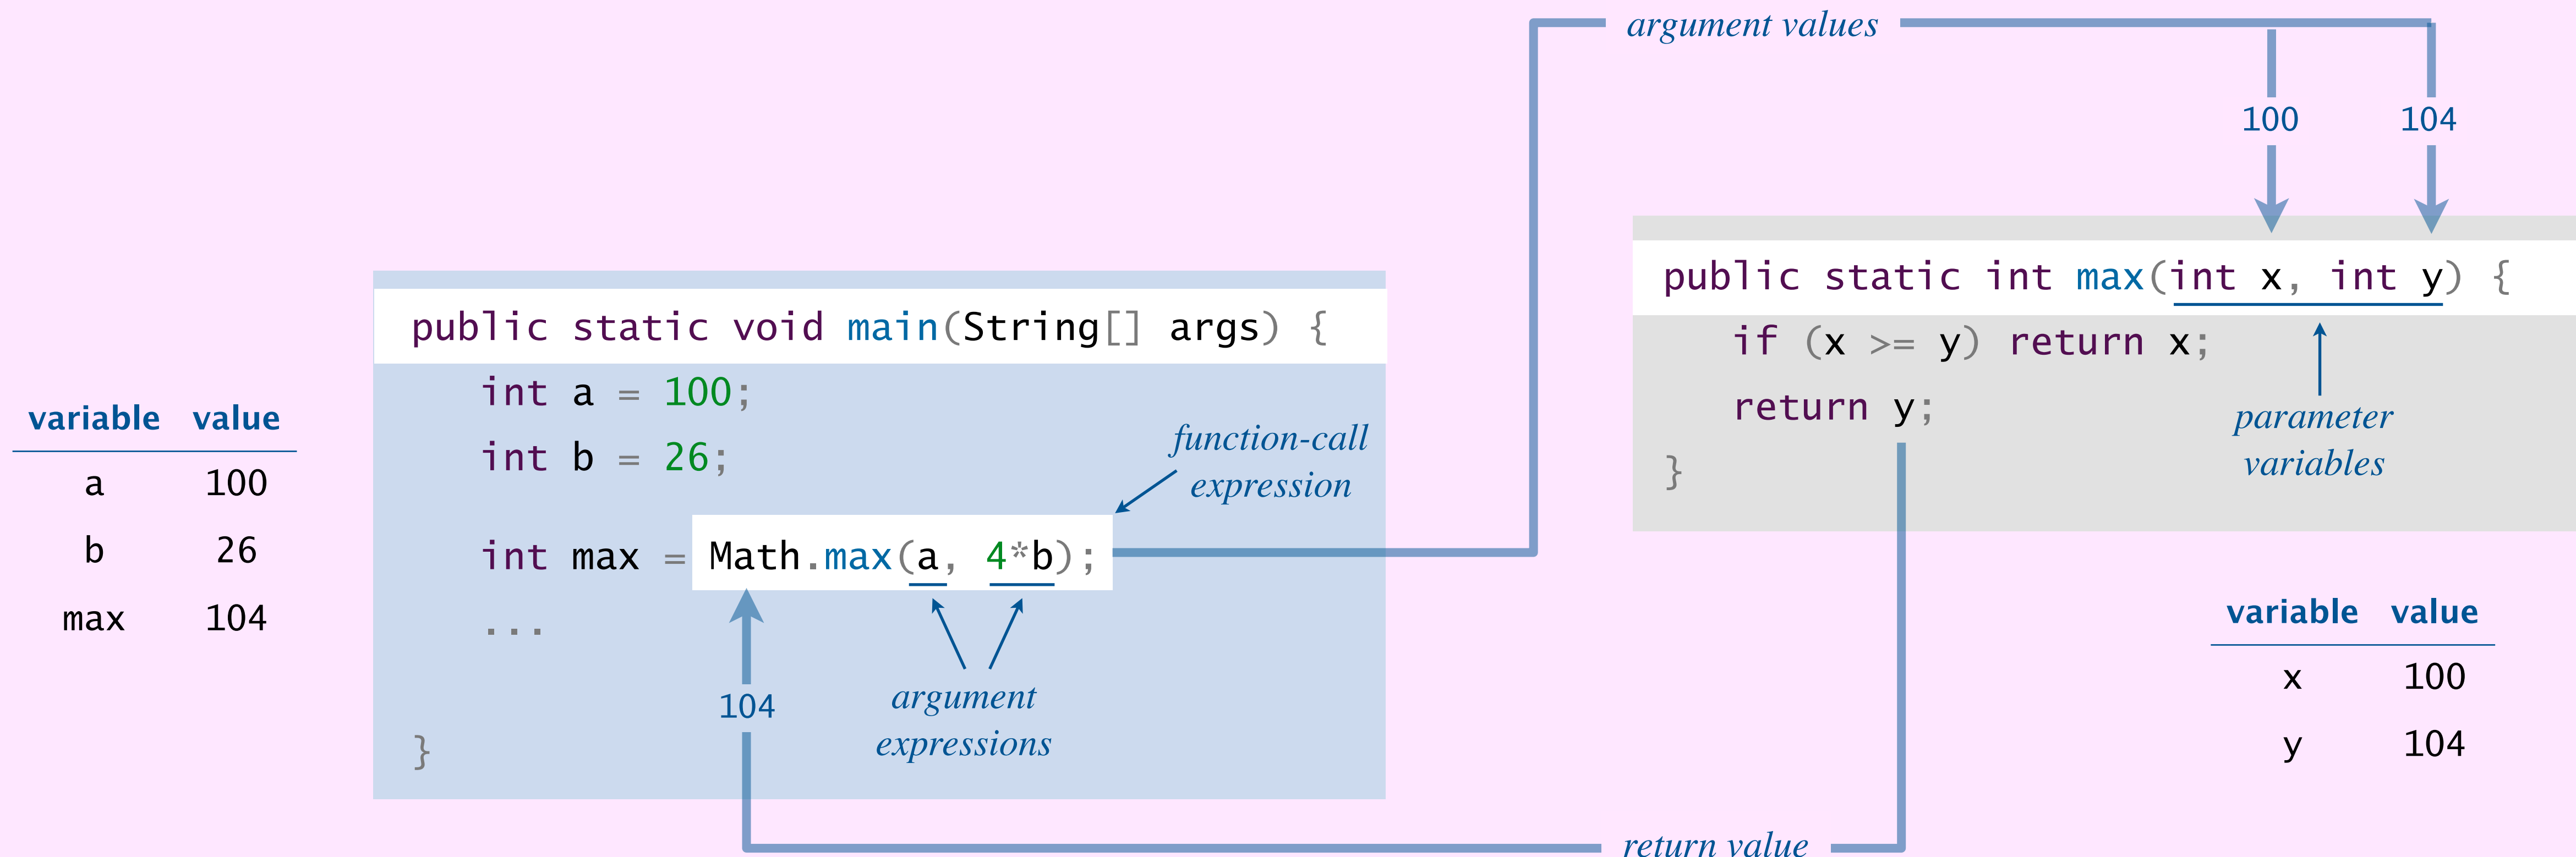 argument values
100 104
public static int max(int x, int y) {
if (x >= y) return x;
return y;
}
parameter
variables
public static void main(String[] args) {
int a = 100;
int b = 26;
int max = Math.max(a, 4*b);
...
}
function-call
expression
argument
expressions
104
variable value
a 100
b 26
max 104
variable value
x 100
y 104
return value